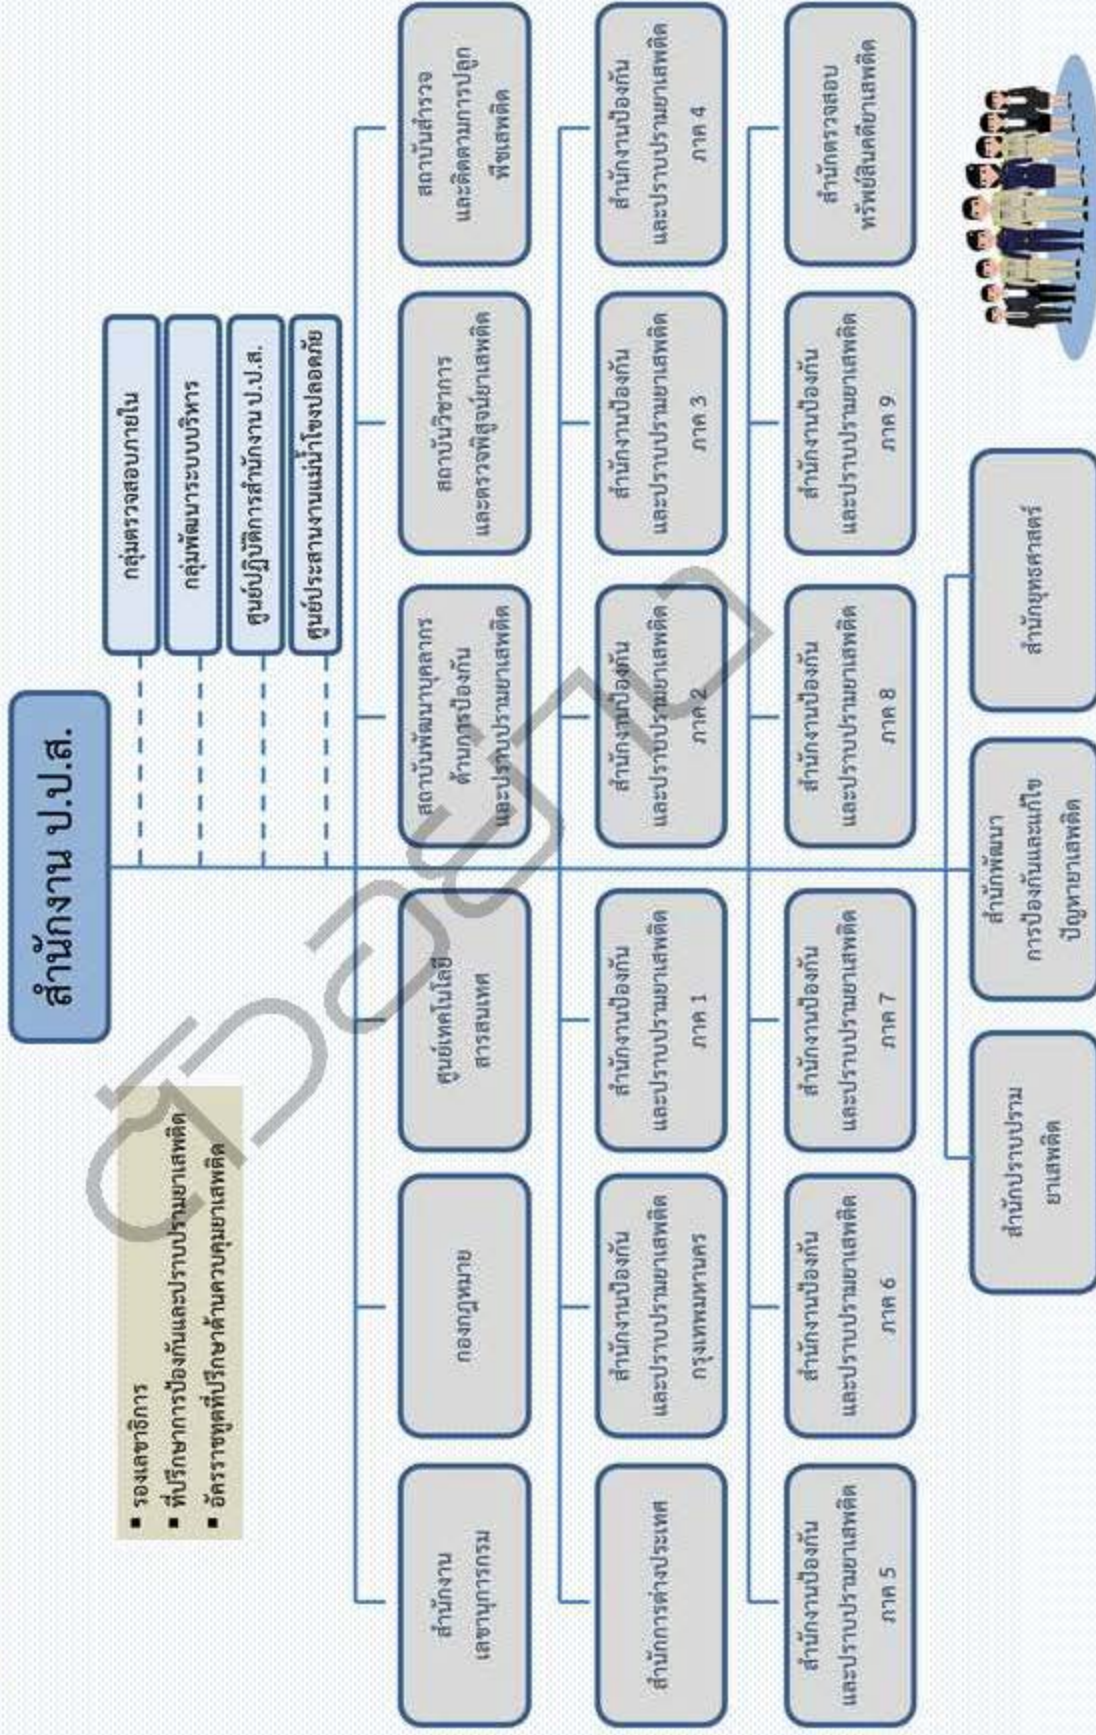 สำนักงาน ป.ป.ส.
■ รองเลขาธิการ
■ ที่ปรึกษาการป้องกันและปราบปรามยาเสพติด
■ อัครราชทูตที่ปรึกษาด้านควบคุมยาเสพติด
กลุ่มตรวจสอบภายใน
กลุ่มพัฒนาระบบบริหาร
ศูนย์ปฏิบัติการสำนักงาน ป.ป.ส.
ศูนย์ประสานงานแม่น้ำโขงปลอดภัย
สำนักงาน
เลขานุการกรม
กองกฎหมาย
ศูนย์เทคโนโลยี
สารสนเทศ
สถาบันพัฒนาบุคลากร
ด้านการป้องกัน
และปราบปรามยาเสพติด
สถาบันวิชาการ
และตรวจพิสูจน์ยาเสพติด
สถาบันสำรวจ
และติดตามการปลูก
พืชเสพติด
สำนักการต่างประเทศ
สำนักงานป้องกัน
และปราบปรามยาเสพติด
กรุงเทพมหานคร
สำนักงานป้องกัน
และปราบปรามยาเสพติด
ภาค 1
สำนักงานป้องกัน
และปราบปรามยาเสพติด
ภาค 2
สำนักงานป้องกัน
และปราบปรามยาเสพติด
ภาค 3
สำนักงานป้องกัน
และปราบปรามยาเสพติด
ภาค 4
สำนักงานป้องกัน
และปราบปรามยาเสพติด
ภาค 5
สำนักงานป้องกัน
และปราบปรามยาเสพติด
ภาค 6
สำนักงานป้องกัน
และปราบปรามยาเสพติด
ภาค 7
สำนักงานป้องกัน
และปราบปรามยาเสพติด
ภาค 8
สำนักงานป้องกัน
และปราบปรามยาเสพติด
ภาค 9
สำนักตรวจสอบ
ทรัพย์สินคดียาเสพติด
สำนักปราบปราม
ยาเสพติด
สำนักพัฒนา
การป้องกันและแก้ไข
ปัญหายาเสพติด
สำนักยุทธศาสตร์
ตัวอย่าง